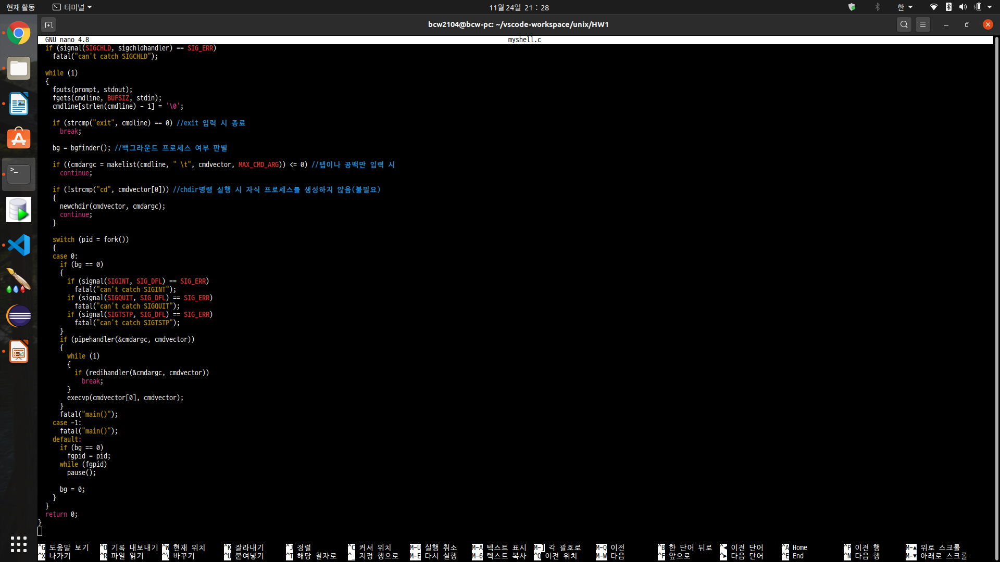 현재 활동 터미널 11월 24일 21 : 28 한
bcw2104@bcw-pc: ~/vscode-workspace/unix/HW1
GNU nano 4.8 myshell.c
if (signal(SIGCHLD, sigchldhandler) == SIG_ERR)
fatal("can't catch SIGCHLD");
while (1)
{
fputs(prompt, stdout);
fgets(cmdline, BUFSIZ, stdin);
cmdline[strlen(cmdline) - 1] = '\0';
if (strcmp("exit", cmdline) == 0) //exit 입력 시 종료
break;
bg = bgfinder(); //백그라운드 프로세스 여부 판별
if ((cmdargc = makelist(cmdline, " \t", cmdvector, MAX_CMD_ARG)) <= 0) //탭이나 공백만 입력 시
continue;
if (!strcmp("cd", cmdvector[0])) //chdir명령 실행 시 자식 프로세스를 생성하지 않음(불필요)
{
newchdir(cmdvector, cmdargc);
continue;
}
switch (pid = fork())
{
case 0:
if (bg == 0)
{
if (signal(SIGINT, SIG_DFL) == SIG_ERR)
fatal("can't catch SIGINT");
if (signal(SIGQUIT, SIG_DFL) == SIG_ERR)
fatal("can't catch SIGQUIT");
if (signal(SIGTSTP, SIG_DFL) == SIG_ERR)
fatal("can't catch SIGTSTP");
}
if (pipehandler(&cmdargc, cmdvector))
{
while (1)
{
if (redihandler(&cmdargc, cmdvector))
break;
}
execvp(cmdvector[0], cmdvector);
}
fatal("main()");
case -1:
fatal("main()");
default:
if (bg == 0)
fgpid = pid;
while (fgpid)
pause();
bg = 0;
}
}
return 0;
}
^G 도움말 보기 ^O 기록 내보내기 ^W 현재 위치 ^K 잘라내기 ^J 정렬 ^C 커서 위치 M-U 실행 취소 M-A 텍스트 표시 M-] 각 괄호로 M-Q 이전 ^B 한 단어 뒤로 ^◀ 이전 단어 ^A Home ^P 이전 행 M-▲ 위로 스크롤
^X 나가기 ^R 파일 읽기 ^\ 바꾸기 ^U 붙여넣기 ^T 해당 철자로 ^_ 지정 행으로 M-E 다시 실행 M-6 텍스트 복사 ^Q 이전 위치 M-W 다음 ^F 앞으로 ^▶ 다음 단어 ^E End ^N 다음 행 M-▼ 아래로 스크롤